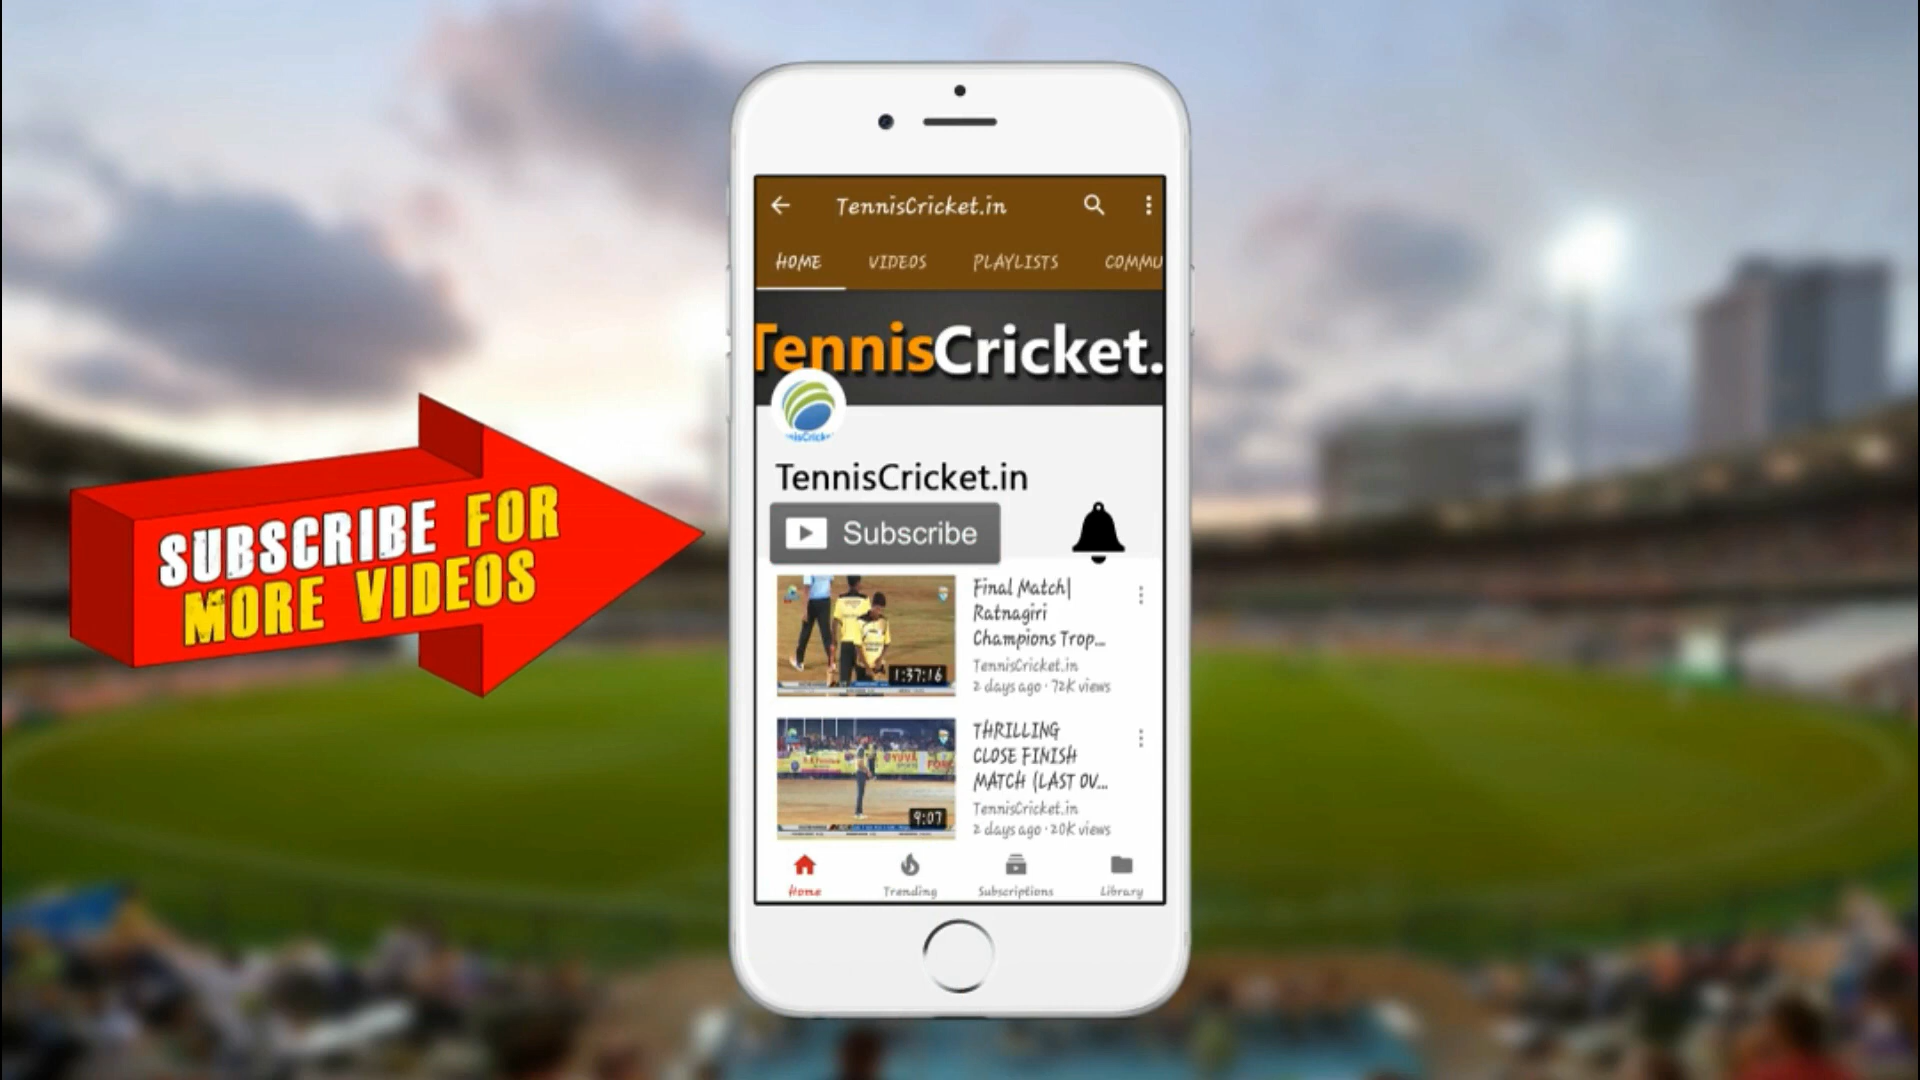 SUBSCRIBE FOR
MORE VIDEOS
TennisCricket.in
HOME VIDEOS PLAYLISTS COMMU
TennisCricket.
TennisCricket.in
Subscribe
Final Match|
Ratnagiri
Champions Trop...
TennisCricket.in
2 days ago · 72K views
1:37:16
THRILLING
CLOSE FINISH
MATCH (LAST OV...
TennisCricket.in
2 days ago · 20K views
YUVA
9:07
Home Trending Subscriptions Library